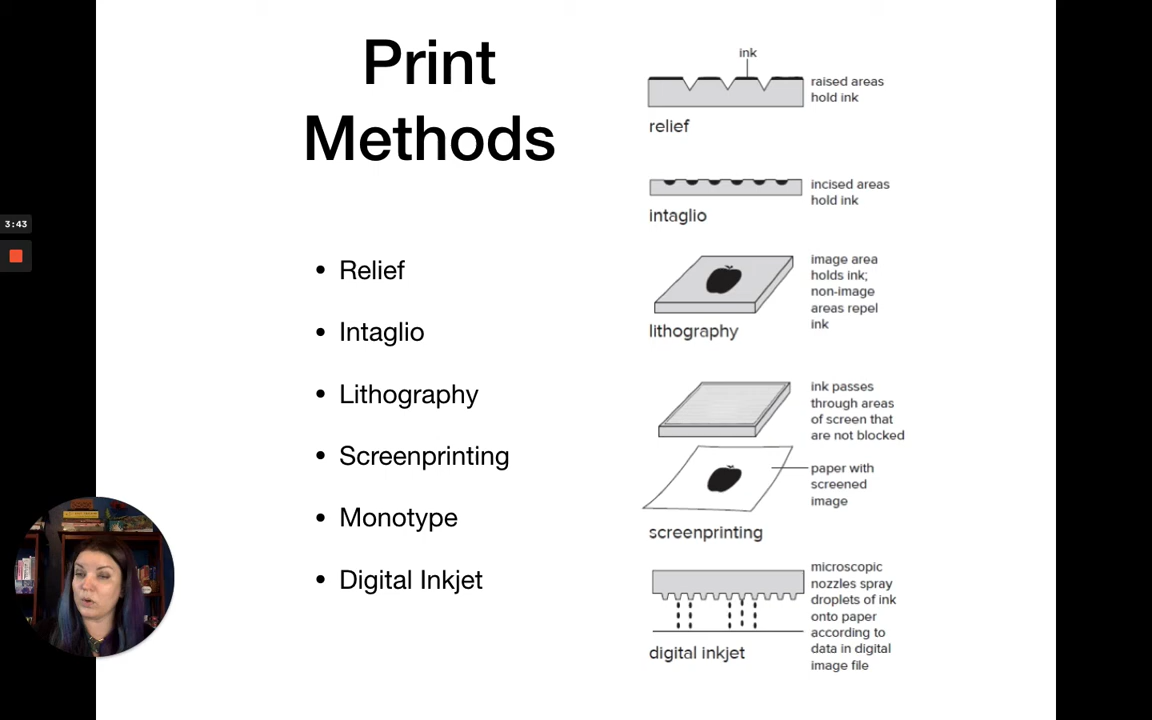 Print
Methods
3:43
• Relief
• Intaglio
• Lithography
• Screenprinting
• Monotype
• Digital Inkjet
ink
raised areas
hold ink
relief
incised areas
hold ink
intaglio
image area
holds ink;
non-image
areas repel
ink
lithography
ink passes
through areas
of screen that
are not blocked
paper with
screened
image
screenprinting
microscopic
nozzles spray
droplets of ink
onto paper
according to
data in digital
image file
digital inkjet